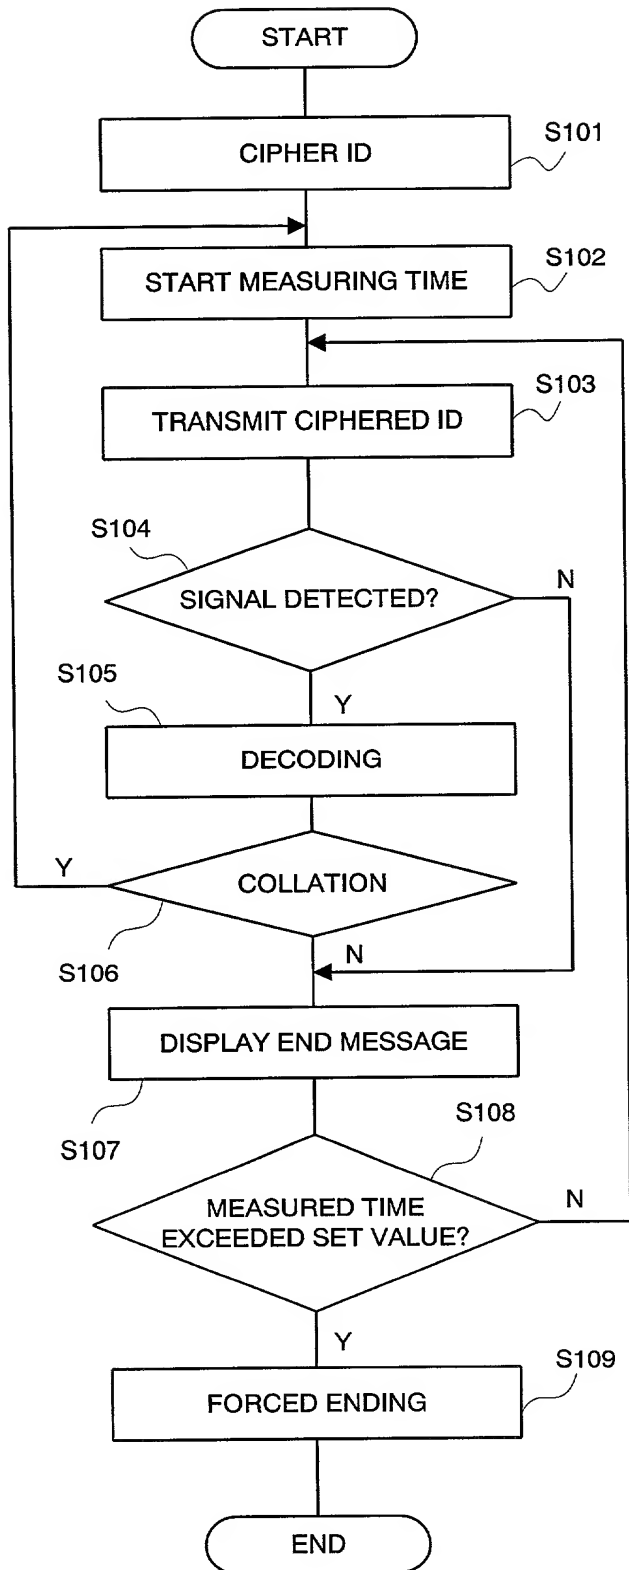 START
CIPHER ID
S101
START MEASURING TIME
S102
TRANSMIT CIPHERED ID
S103
S104
SIGNAL DETECTED?
N
Y
S105
DECODING
Y
COLLATION
S106
N
DISPLAY END MESSAGE
S107
S108
MEASURED TIME
EXCEEDED SET VALUE?
N
Y
S109
FORCED ENDING
END